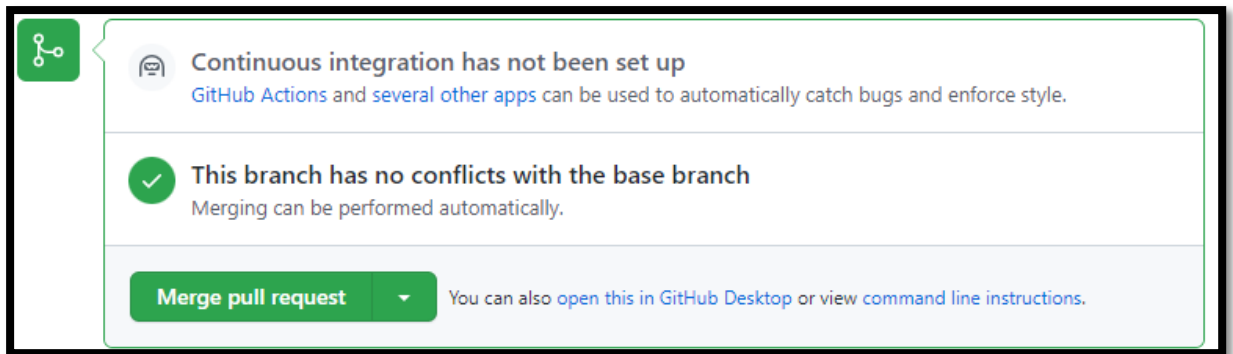 Continuous integration has not been set up
GitHub Actions and several other apps can be used to automatically catch bugs and enforce style.
This branch has no conflicts with the base branch
Merging can be performed automatically.
Merge pull request You can also open this in GitHub Desktop or view command line instructions.